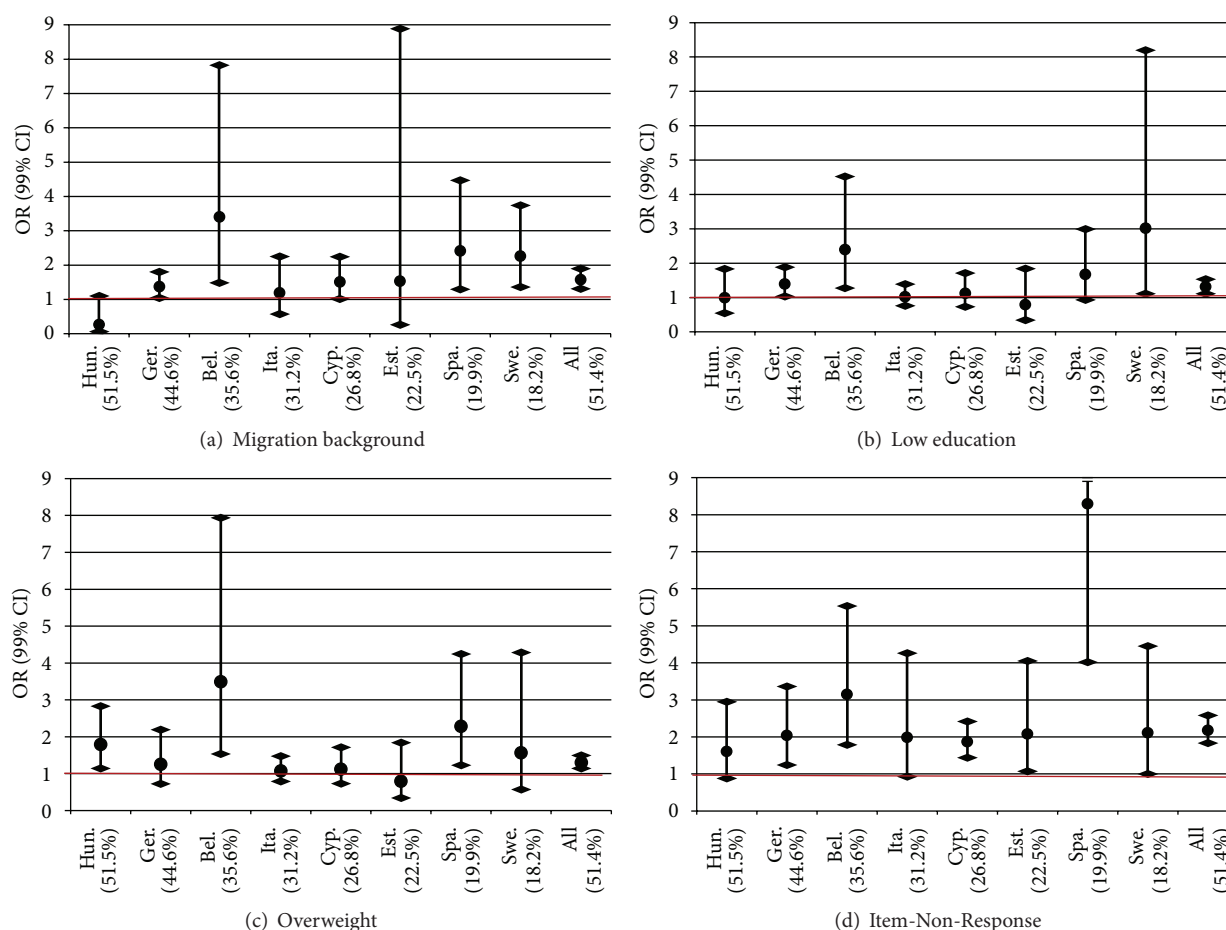 OR (99% CI)
9
8
7
6
5
4
3
2
1
0
Hun. (51.5%)
Ger. (44.6%)
Bel. (35.6%)
Ita. (31.2%)
Cyp. (26.8%)
Est. (22.5%)
Spa. (19.9%)
Swe. (18.2%)
All (51.4%)
(a) Migration background
OR (99% CI)
9
8
7
6
5
4
3
2
1
0
Hun. (51.5%)
Ger. (44.6%)
Bel. (35.6%)
Ita. (31.2%)
Cyp. (26.8%)
Est. (22.5%)
Spa. (19.9%)
Swe. (18.2%)
All (51.4%)
(b) Low education
OR (99% CI)
9
8
7
6
5
4
3
2
1
0
Hun. (51.5%)
Ger. (44.6%)
Bel. (35.6%)
Ita. (31.2%)
Cyp. (26.8%)
Est. (22.5%)
Spa. (19.9%)
Swe. (18.2%)
All (51.4%)
(c) Overweight
OR (99% CI)
9
8
7
6
5
4
3
2
1
0
Hun. (51.5%)
Ger. (44.6%)
Bel. (35.6%)
Ita. (31.2%)
Cyp. (26.8%)
Est. (22.5%)
Spa. (19.9%)
Swe. (18.2%)
All (51.4%)
(d) Item-Non-Response